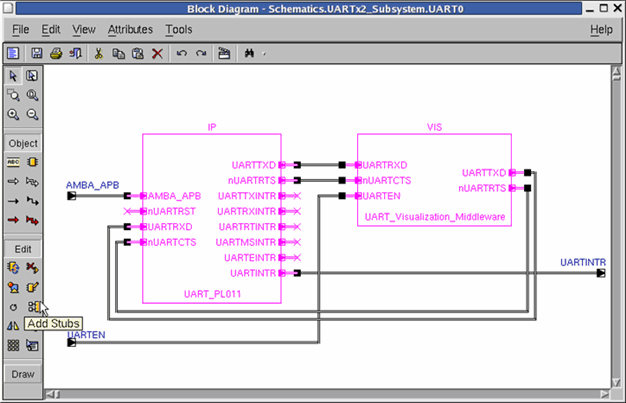 Block Diagram - Schematics.UARTx2_Subsystem.UART0
File Edit View Attributes Tools Help
Object
ABC
Edit
Add Stubs
Draw
IP
VIS
UARTTXD
UARTRXD
UARTTXD
nUARTRTS
nUARTCTS
nUARTRTS
AMBA_APB
AMBA_APB
UARTTXINTR
UARTEN
nUARTRST
UARTRXINTR
UART_Visualization_Middleware
UARTRXD
UARTRTINTR
nUARTCTS
UARTMSINTR
UARTEINTR
UARTINTR
UARTINTR
UART_PL011
UARTEN